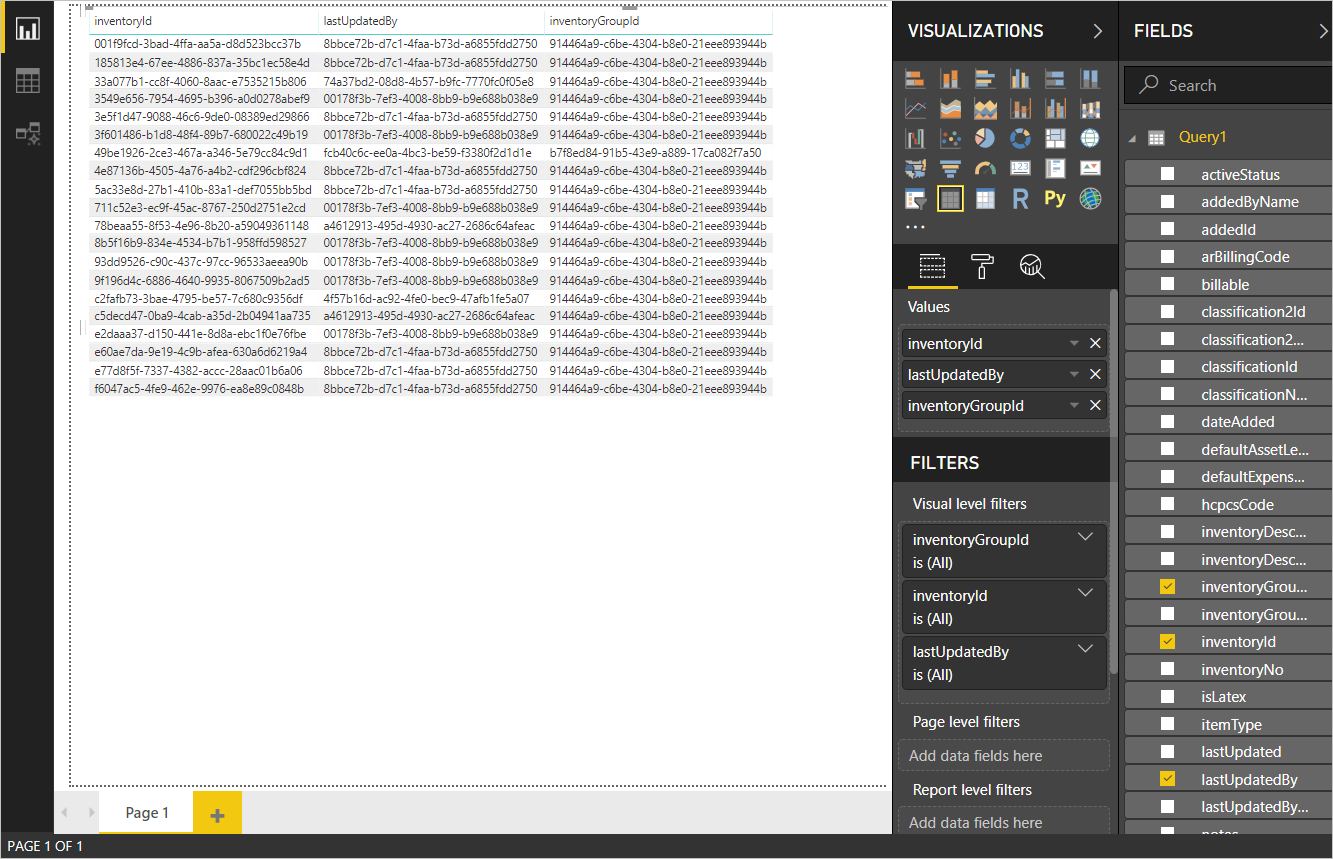 inventoryId lastUpdatedBy inventoryGroupId
001f9fcd-3bad-4ffa-aa5a-d8d523bcc37b 8bbce72b-d7c1-4faa-b73d-a6855fdd2750 914464a9-c6be-4304-b8e0-21eee893944b
185813e4-67ee-4886-837a-35bc1ec58e4d 8bbce72b-d7c1-4faa-b73d-a6855fdd2750 914464a9-c6be-4304-b8e0-21eee893944b
33a077b1-cc8f-4060-8aac-e7535215b806 74a37bd2-08d8-4b57-b9fc-7770fc0f05e8 914464a9-c6be-4304-b8e0-21eee893944b
3549e656-7954-4695-b396-a0d0278abef9 00178f3b-7ef3-4008-8bb9-b9e688b038e9 914464a9-c6be-4304-b8e0-21eee893944b
3e5f1d47-9088-46c6-9de0-08389ed29866 8bbce72b-d7c1-4faa-b73d-a6855fdd2750 914464a9-c6be-4304-b8e0-21eee893944b
3f601486-b1d8-48f4-89b7-680022c49b19 00178f3b-7ef3-4008-8bb9-b9e688b038e9 914464a9-c6be-4304-b8e0-21eee893944b
49be1926-2ce3-467a-a346-5e79cc84c9d1 fcb40c6c-ee0a-4bc3-be59-f3380f2d1d1e b7f8ed84-91b5-43e9-a889-17ca082f7a50
4e87136b-4505-4a76-a4b2-cdf296cbf824 8bbce72b-d7c1-4faa-b73d-a6855fdd2750 914464a9-c6be-4304-b8e0-21eee893944b
5ac33e8d-27b1-410b-83a1-def7055bb5bd 8bbce72b-d7c1-4faa-b73d-a6855fdd2750 914464a9-c6be-4304-b8e0-21eee893944b
711c52e3-ec9f-45ac-8767-250d2751e2cd 00178f3b-7ef3-4008-8bb9-b9e688b038e9 914464a9-c6be-4304-b8e0-21eee893944b
78beaa55-8f53-4e96-8b20-a59049361148 a4612913-495d-4930-ac27-2686c64afeac 914464a9-c6be-4304-b8e0-21eee893944b
8b5f16b9-834e-4534-b7b1-958ffd598527 00178f3b-7ef3-4008-8bb9-b9e688b038e9 914464a9-c6be-4304-b8e0-21eee893944b
93dd9526-c90c-437c-97cc-96533aeea90b 00178f3b-7ef3-4008-8bb9-b9e688b038e9 914464a9-c6be-4304-b8e0-21eee893944b
9f196d4c-6886-4640-9935-8067509b2ad5 00178f3b-7ef3-4008-8bb9-b9e688b038e9 914464a9-c6be-4304-b8e0-21eee893944b
c2fafb73-3bae-4795-be57-7c680c9356df 4f57b16d-ac92-4fe0-bec9-47afb1fe5a07 914464a9-c6be-4304-b8e0-21eee893944b
c5decd47-0ba9-4cab-a35d-2b04941aa735 a4612913-495d-4930-ac27-2686c64afeac 914464a9-c6be-4304-b8e0-21eee893944b
e2daaa37-d150-441e-8d8a-ebc1f0e76fbe 00178f3b-7ef3-4008-8bb9-b9e688b038e9 914464a9-c6be-4304-b8e0-21eee893944b
e60ae7da-9e19-4c9b-afea-630a6d6219a4 8bbce72b-d7c1-4faa-b73d-a6855fdd2750 914464a9-c6be-4304-b8e0-21eee893944b
e77d8f5f-7337-4382-accc-28aac01b6a06 8bbce72b-d7c1-4faa-b73d-a6855fdd2750 914464a9-c6be-4304-b8e0-21eee893944b
f6047ac5-4fe9-462e-9976-ea8e89c0848b 8bbce72b-d7c1-4faa-b73d-a6855fdd2750 914464a9-c6be-4304-b8e0-21eee893944b
Page 1
PAGE 1 OF 1
VISUALIZATIONS
123
R
Py
Values
inventoryId
lastUpdatedBy
inventoryGroupId
FILTERS
Visual level filters
inventoryGroupId
is (All)
inventoryId
is (All)
lastUpdatedBy
is (All)
Page level filters
Add data fields here
Report level filters
Add data fields here
FIELDS
Search
Query1
activeStatus
addedByName
addedId
arBillingCode
billable
classification2Id
classification2...
classificationId
classificationN...
dateAdded
defaultAssetLe...
defaultExpens...
hcpcsCode
inventoryDesc...
inventoryDesc...
inventoryGrou...
inventoryGrou...
inventoryId
inventoryNo
isLatex
itemType
lastUpdated
lastUpdatedBy
lastUpdatedBy...
notes